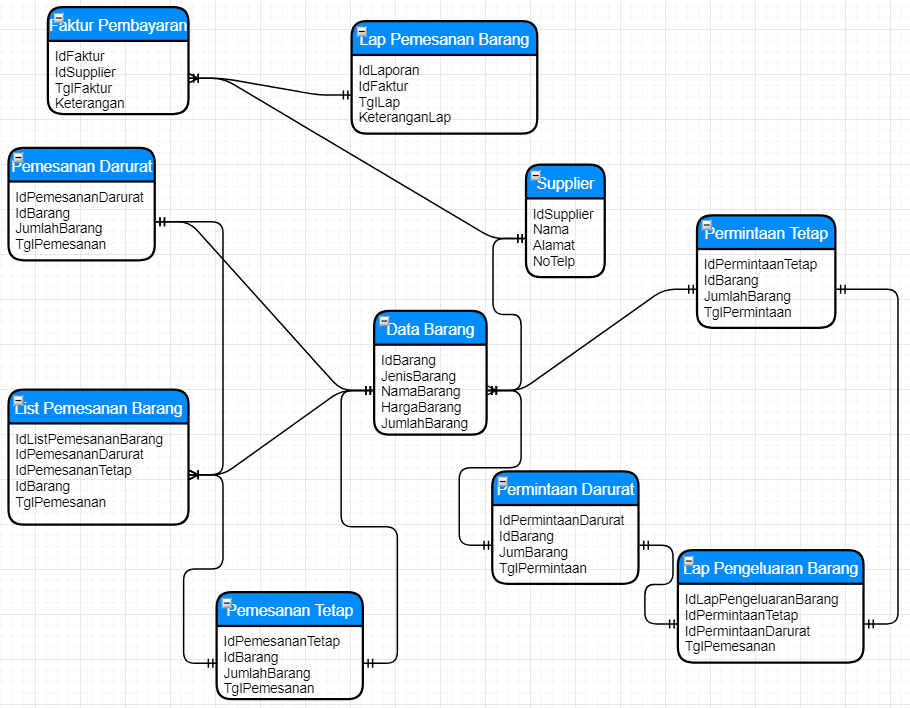 Faktur Pembayaran
IdFaktur
IdSupplier
TglFaktur
Keterangan
Lap Pemesanan Barang
IdLaporan
IdFaktur
TglLap
KeteranganLap
Pemesanan Darurat
IdPemesananDarurat
IdBarang
JumlahBarang
TglPemesanan
Supplier
IdSupplier
Nama
Alamat
NoTelp
Permintaan Tetap
IdPermintaanTetap
IdBarang
JumlahBarang
TglPermintaan
Data Barang
IdBarang
JenisBarang
NamaBarang
HargaBarang
JumlahBarang
List Pemesanan Barang
IdListPemesananBarang
IdPemesananDarurat
IdPemesananTetap
IdBarang
TglPemesanan
Permintaan Darurat
IdPermintaanDarurat
IdBarang
JumBarang
TglPermintaan
Lap Pengeluaran Barang
IdLapPengeluaranBarang
IdPermintaanTetap
IdPermintaanDarurat
TglPemesanan
Pemesanan Tetap
IdPemesananTetap
IdBarang
JumlahBarang
TglPemesanan